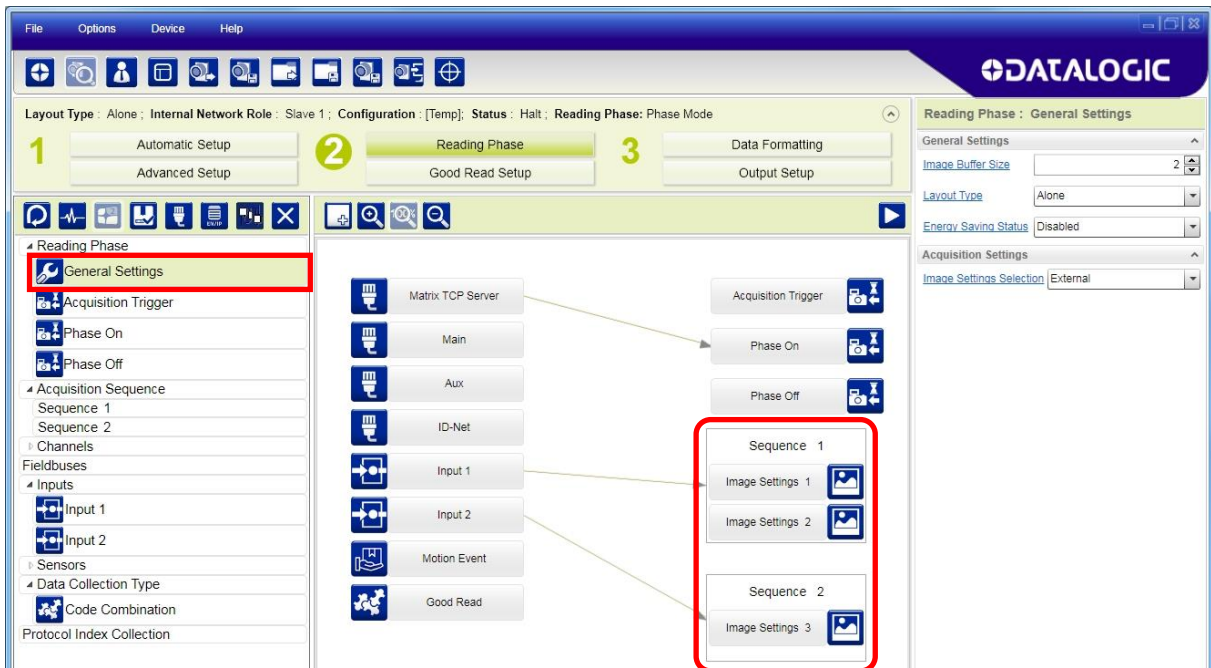 File Options Device Help
DATALOGIC
Layout Type : Alone ; Internal Network Role : Slave 1 ; Configuration : [Temp]; Status : Halt ; Reading Phase: Phase Mode
1 Automatic Setup
Advanced Setup
2 Reading Phase
Good Read Setup
3 Data Formatting
Output Setup
Reading Phase
General Settings
Acquisition Trigger
Phase On
Phase Off
Acquisition Sequence
Sequence 1
Sequence 2
Channels
Fieldbuses
Inputs
Input 1
Input 2
Sensors
Data Collection Type
Code Combination
Protocol Index Collection
100%
Matrix TCP Server
Main
Aux
ID-Net
Input 1
Input 2
Motion Event
Good Read
Acquisition Trigger
Phase On
Phase Off
Sequence 1
Image Settings 1
Image Settings 2
Sequence 2
Image Settings 3
Reading Phase : General Settings
General Settings
Image Buffer Size 2
Layout Type Alone
Energy Saving Status Disabled
Acquisition Settings
Image Settings Selection External